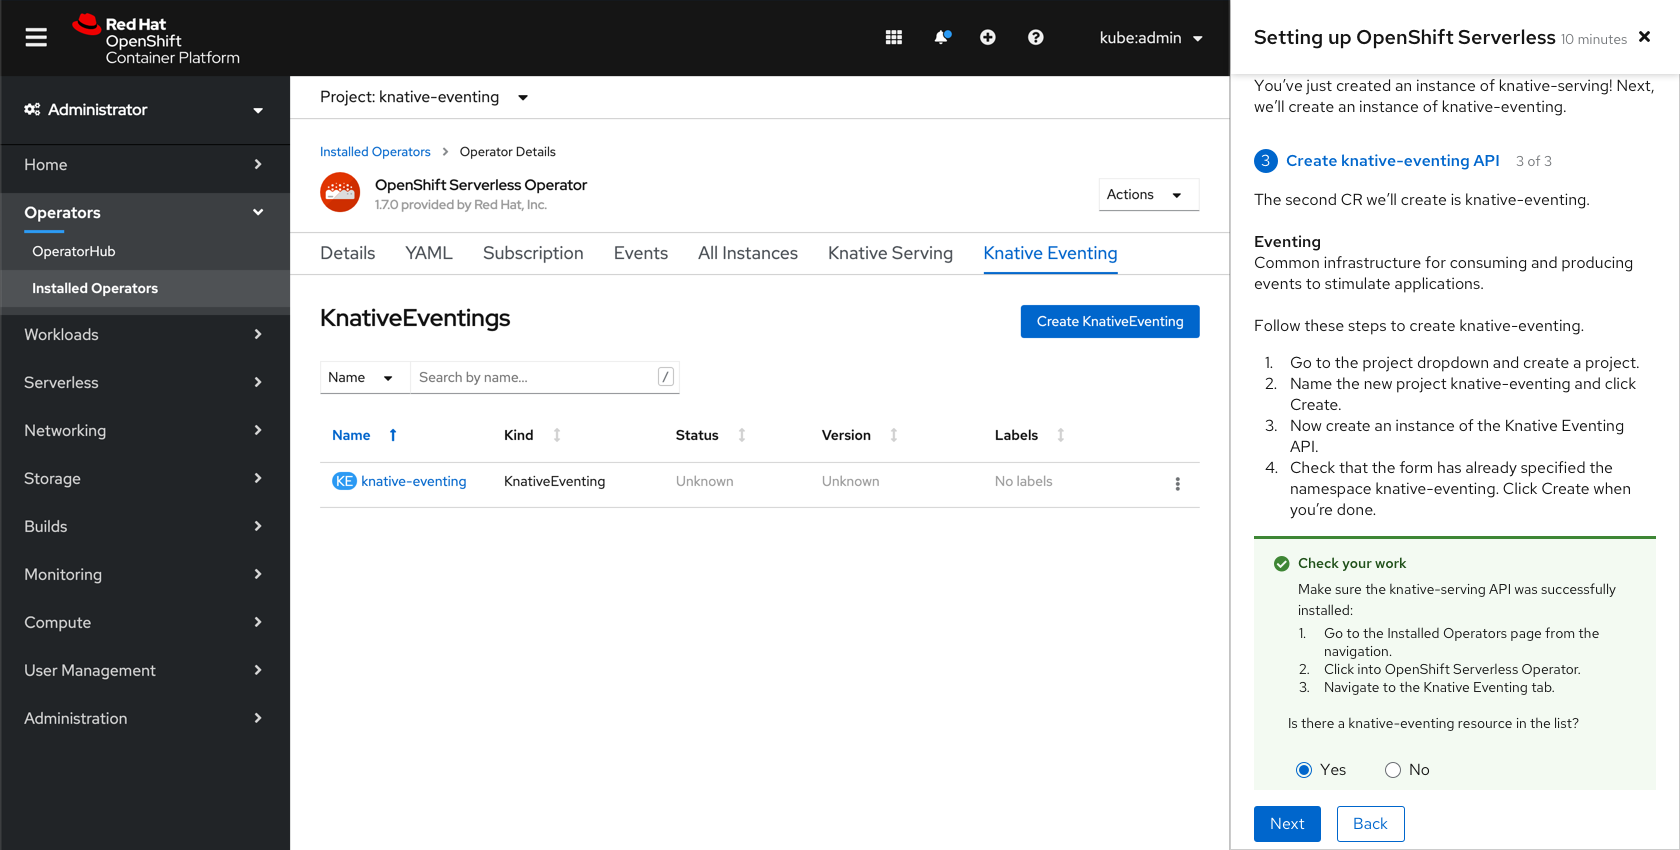 Red Hat
OpenShift
Container Platform
kube:admin
Administrator
Home
Operators
OperatorHub
Installed Operators
Workloads
Serverless
Networking
Storage
Builds
Monitoring
Compute
User Management
Administration
Project: knative-eventing
Installed Operators > Operator Details
OpenShift Serverless Operator
1.7.0 provided by Red Hat, Inc.
Actions
Details YAML Subscription Events All Instances Knative Serving Knative Eventing
KnativeEventings
Create KnativeEventing
Name Search by name... /
Name Kind Status Version Labels
KE knative-eventing KnativeEventing Unknown Unknown No labels
Setting up OpenShift Serverless 10 minutes
You’ve just created an instance of knative-serving! Next,
we’ll create an instance of knative-eventing.
3 Create knative-eventing API 3 of 3
The second CR we’ll create is knative-eventing.
Eventing
Common infrastructure for consuming and producing
events to stimulate applications.
Follow these steps to create knative-eventing.
1. Go to the project dropdown and create a project.
2. Name the new project knative-eventing and click
Create.
3. Now create an instance of the Knative Eventing
API.
4. Check that the form has already specified the
namespace knative-eventing. Click Create when
you’re done.
Check your work
Make sure the knative-serving API was successfully
installed:
1. Go to the Installed Operators page from the
navigation.
2. Click into OpenShift Serverless Operator.
3. Navigate to the Knative Eventing tab.
Is there a knative-eventing resource in the list?
Yes No
Next Back